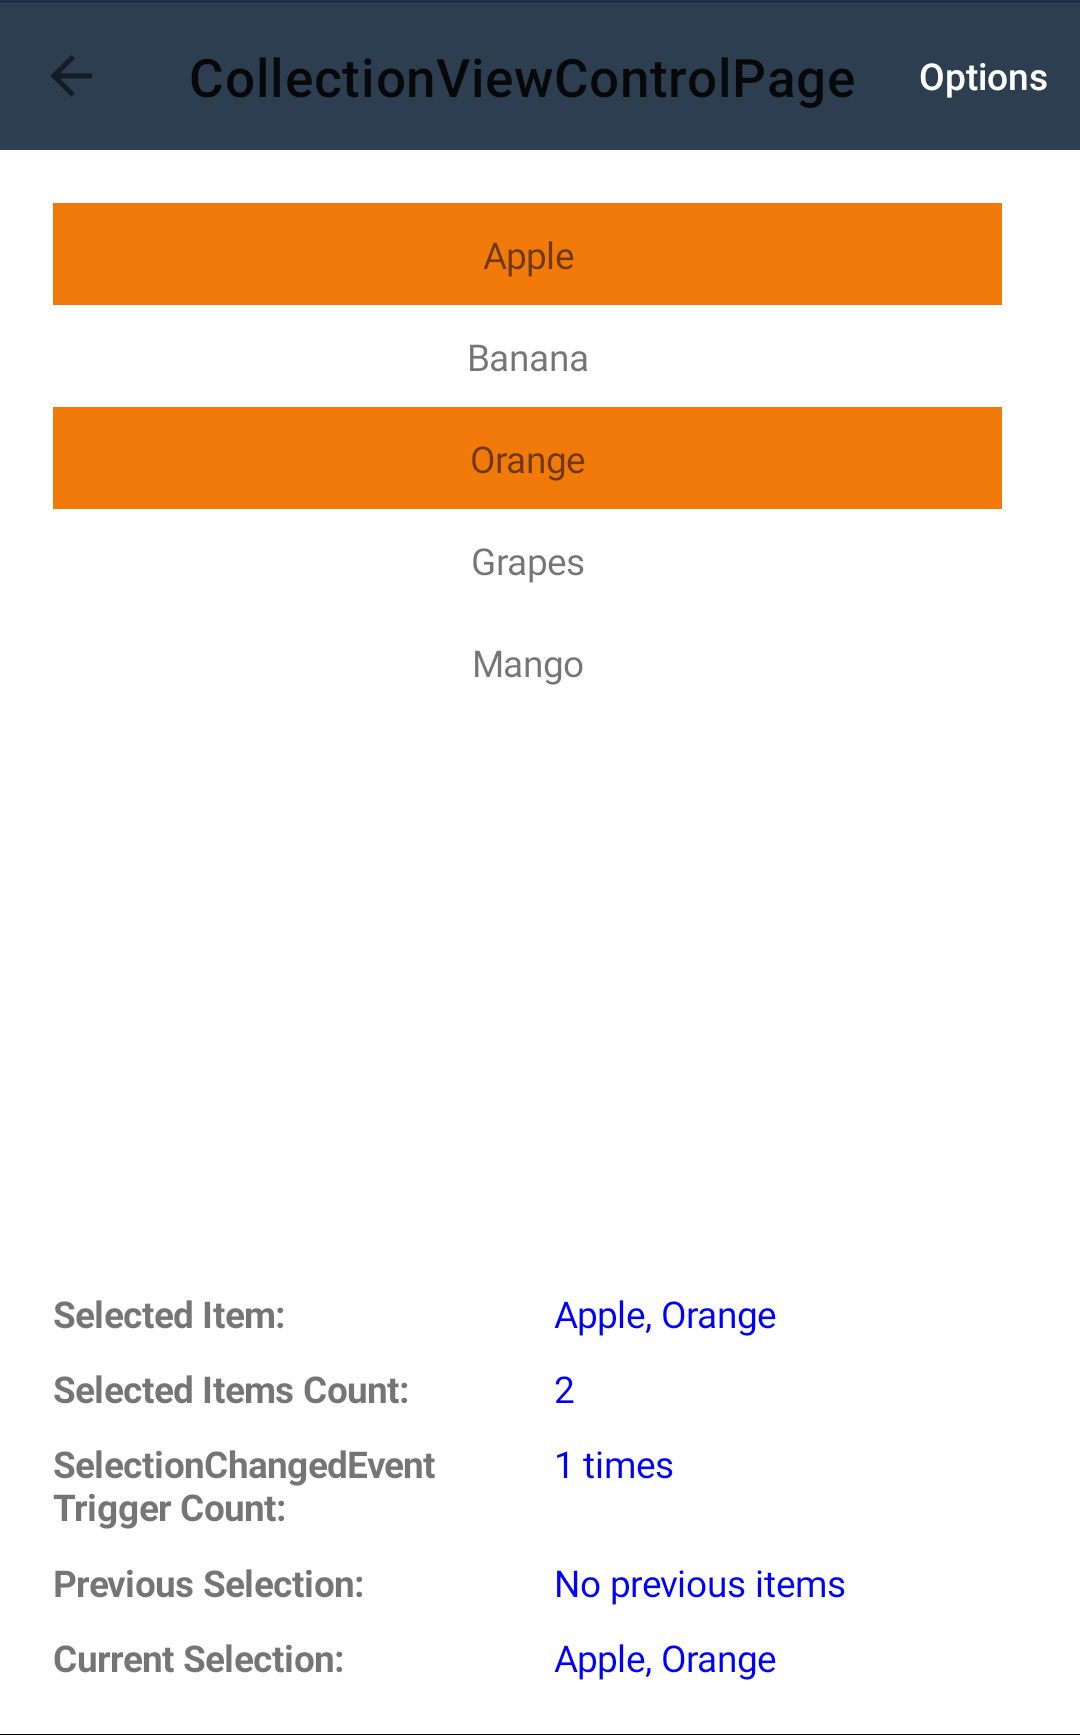 CollectionViewControlPage Options
Apple
Banana
Orange
Grapes
Mango
Selected Item: Apple, Orange
Selected Items Count: 2
SelectionChangedEvent 1 times
Trigger Count:
Previous Selection: No previous items
Current Selection: Apple, Orange